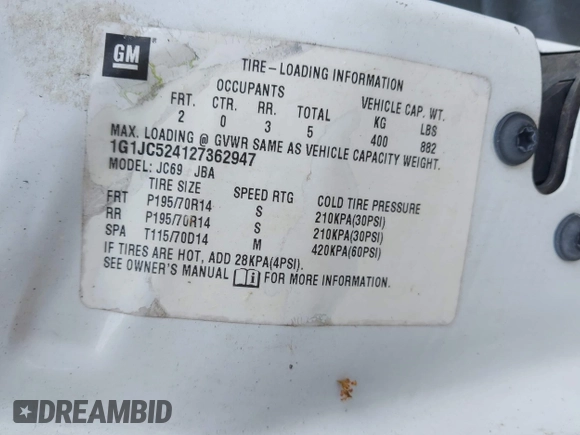 GM
TIRE-LOADING INFORMATION
OCCUPANTS VEHICLE CAP. WT.
FRT. CTR. RR. TOTAL KG LBS
2 0 3 5 400 882
MAX. LOADING @ GVWR SAME AS VEHICLE CAPACITY WEIGHT.
1G1JC524127362947
MODEL: JC69 JBA
TIRE SIZE SPEED RTG COLD TIRE PRESSURE
FRT P195/70R14 S 210KPA(30PSI)
RR P195/70R14 S 210KPA(30PSI)
SPA T115/70D14 M 420KPA(60PSI)
IF TIRES ARE HOT, ADD 28KPA(4PSI).
SEE OWNER'S MANUAL FOR MORE INFORMATION.
DREAMBID